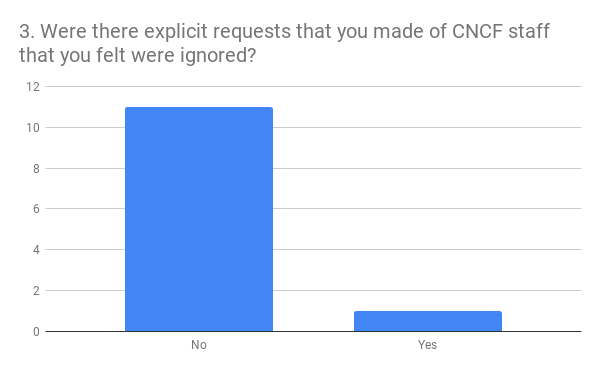 3. Were there explicit requests that you made of CNCF staff
that you felt were ignored?
12
10
8
6
4
2
0
No Yes